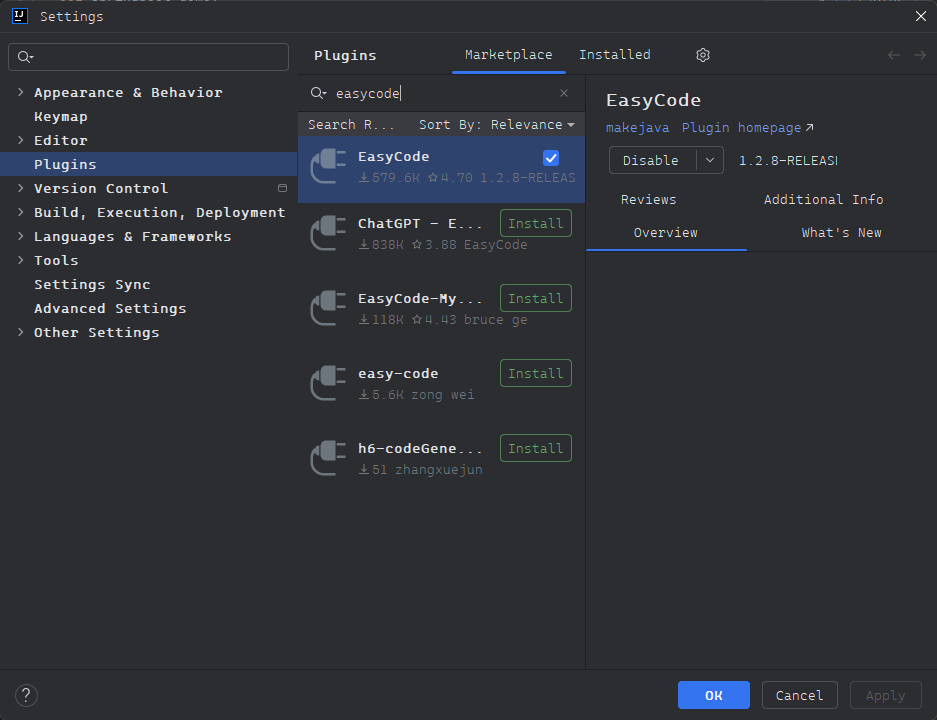 Settings
Plugins Marketplace Installed
Appearance & Behavior
Keymap
Editor
Plugins
Version Control
Build, Execution, Deployment
Languages & Frameworks
Tools
Settings Sync
Advanced Settings
Other Settings
easycode
Search R... Sort By: Relevance
EasyCode
579.6K 4.70 1.2.8-RELEAS
ChatGPT - E... Install
838K 3.88 EasyCode
EasyCode-My... Install
118K 4.43 bruce ge
easy-code Install
5.6K zong wei
h6-codeGene... Install
51 zhangxuejun
EasyCode
makejava Plugin homepage
Disable 1.2.8-RELEAS
Reviews Additional Info
Overview What's New
? OK Cancel Apply